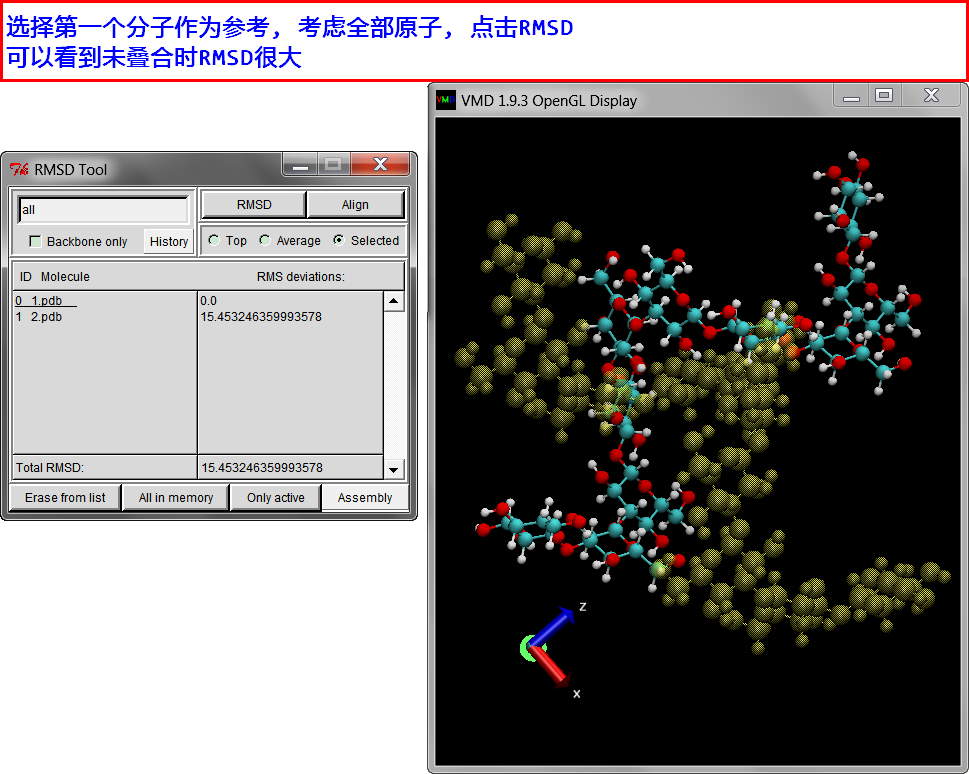 选择第一个分子作为参考, 考虑全部原子, 点击RMSD
可以看到未叠合时RMSD很大
VMD VMD 1.9.3 OpenGL Display
RMSD Tool
all
RMSD Align
Backbone only History
Top Average Selected
ID Molecule RMS deviations:
0 1.pdb 0.0
1 2.pdb 15.453246359993578
Total RMSD: 15.453246359993578
Erase from list All in memory Only active Assembly
z
x